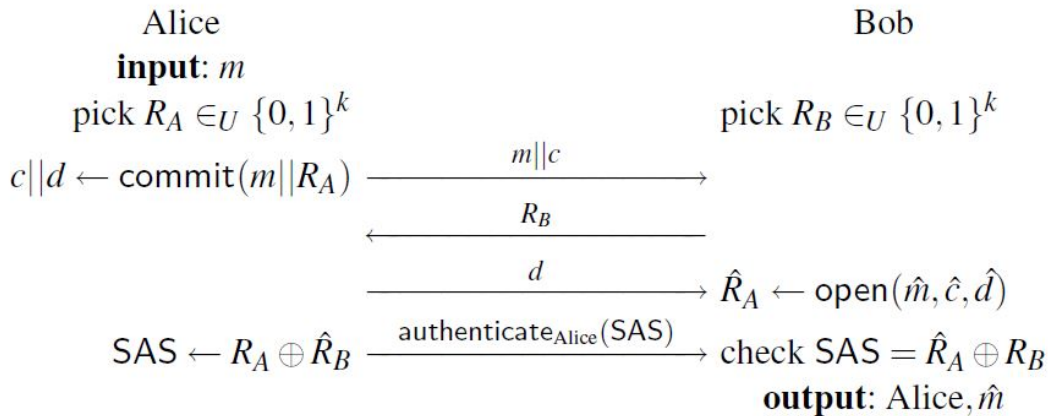 Alice Bob
input: m
pick R_A ∈_U {0,1}^k pick R_B ∈_U {0,1}^k
c||d ← commit(m||R_A) m||c
R_B
d R̂_A ← open(m̂, ĉ, d̂)
SAS ← R_A ⊕ R̂_B authenticate_Alice(SAS) check SAS = R̂_A ⊕ R_B
output: Alice, m̂